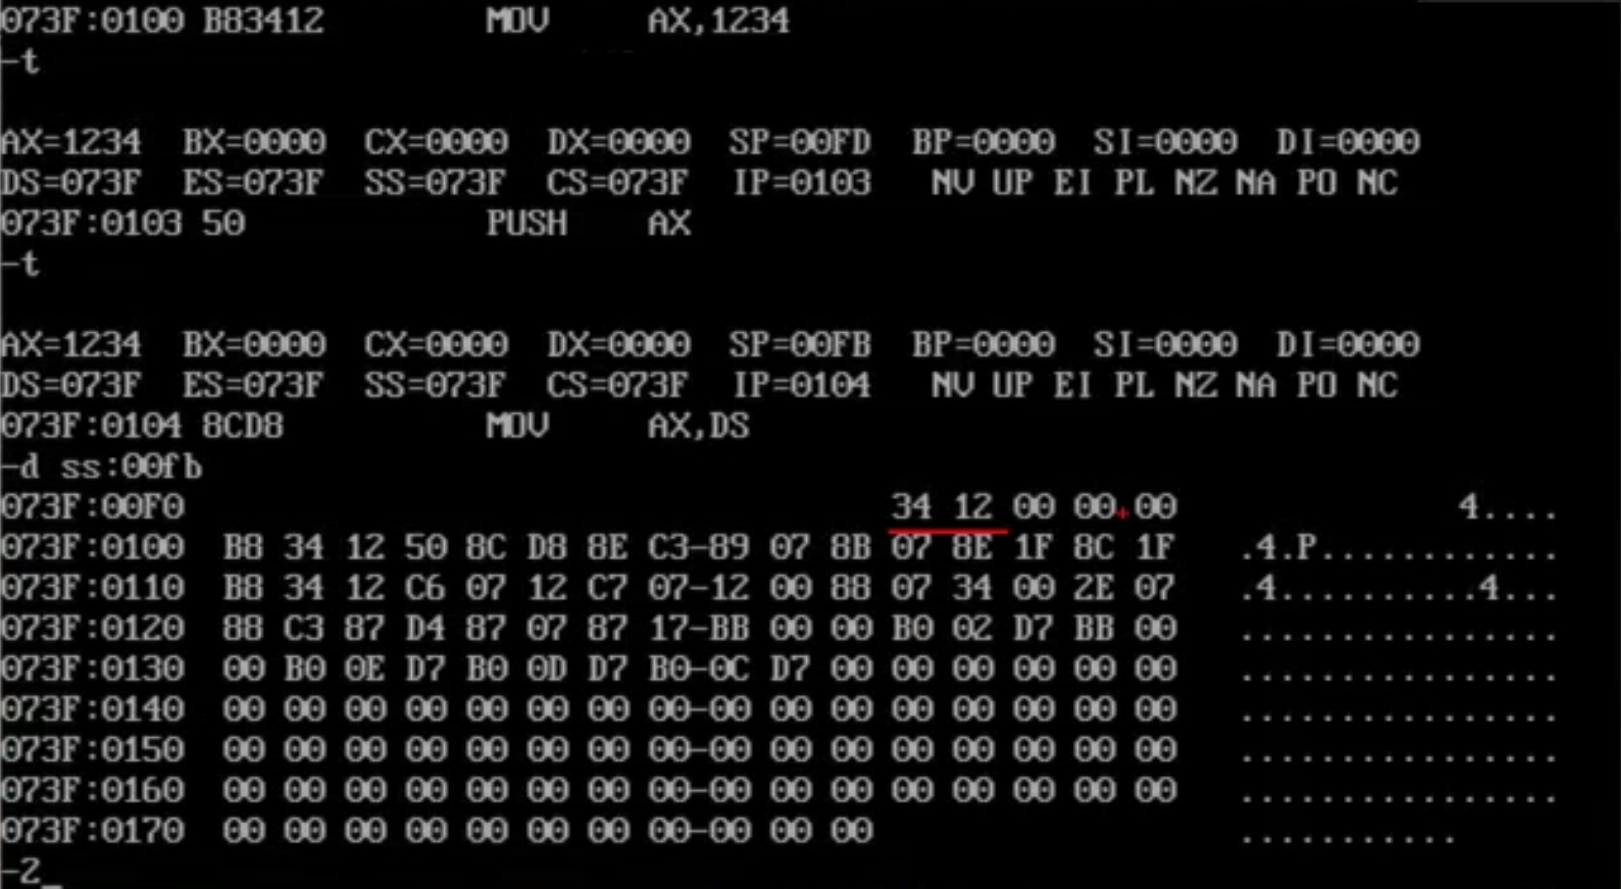 073F:0100 B83412        MOV     AX,1234
-t
AX=1234  BX=0000  CX=0000  DX=0000  SP=00FD  BP=0000  SI=0000  DI=0000
DS=073F  ES=073F  SS=073F  CS=073F  IP=0103   NV UP EI PL NZ NA PO NC
073F:0103 50            PUSH    AX
-t
AX=1234  BX=0000  CX=0000  DX=0000  SP=00FB  BP=0000  SI=0000  DI=0000
DS=073F  ES=073F  SS=073F  CS=073F  IP=0104   NV UP EI PL NZ NA PO NC
073F:0104 8CD8          MOV     AX,DS
-d ss:00fb
073F:00F0                                   34 12 00 00 00             4....
073F:0100  B8 34 12 50 8C D8 8E C3-89 07 8B 07 8E 1F 8C 1F   .4.P............
073F:0110  B8 34 12 C6 07 12 C7 07-12 00 88 07 34 00 2E 07   .4..........4...
073F:0120  88 C3 87 D4 87 07 87 17-BB 00 00 B0 02 D7 BB 00   ................
073F:0130  00 B0 0E D7 B0 0D D7 B0-0C D7 00 00 00 00 00 00   ................
073F:0140  00 00 00 00 00 00 00 00-00 00 00 00 00 00 00 00   ................
073F:0150  00 00 00 00 00 00 00 00-00 00 00 00 00 00 00 00   ................
073F:0160  00 00 00 00 00 00 00 00-00 00 00 00 00 00 00 00   ................
073F:0170  00 00 00 00 00 00 00 00-00 00 00                  ...........
-2_